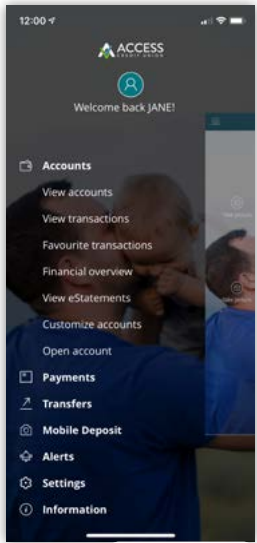 12:00
ACCESS
CREDIT UNION
Welcome back JANE!
Accounts
View accounts
View transactions
Favourite transactions
Financial overview
View eStatements
Customize accounts
Open account
Payments
Transfers
Mobile Deposit
Alerts
Settings
Information